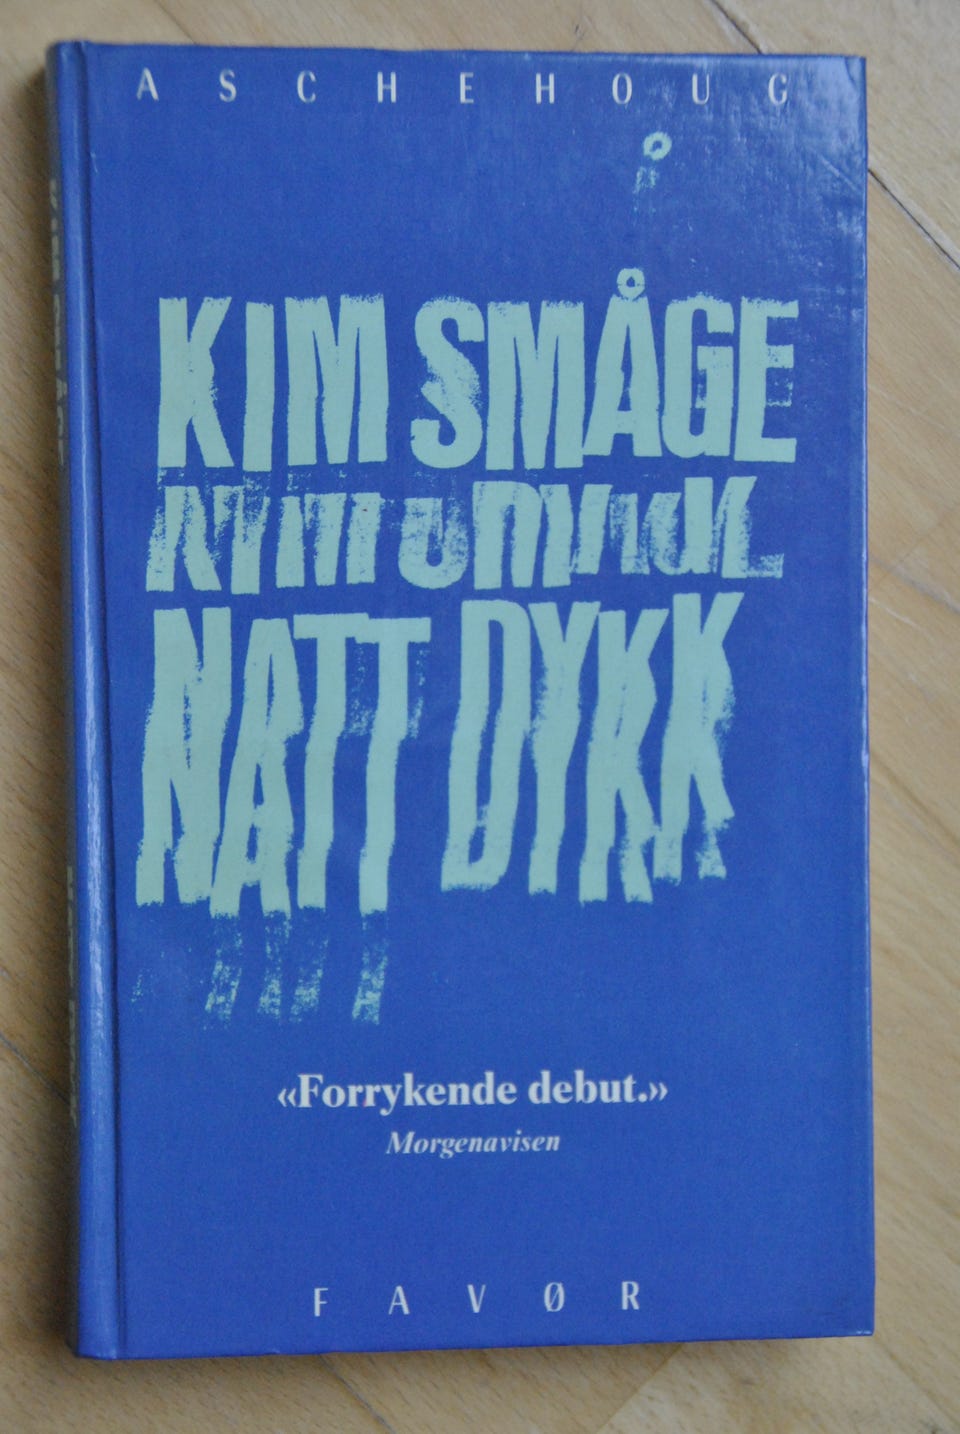 ASCHEHOUG
KIM SMÅGE
NATT DYKK
«Forrykende debut.»
Morgenavisen
FAVØR